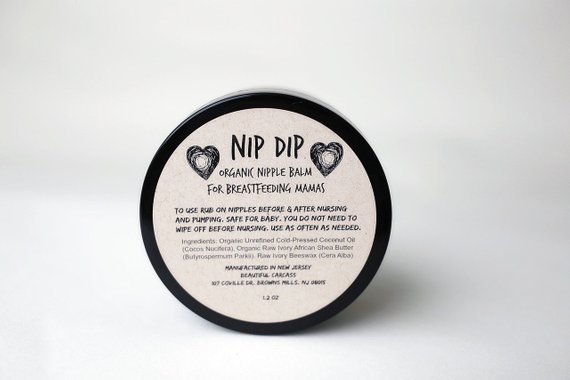 NIP DIP
ORGANIC NIPPLE BALM
FOR BREASTFEEDING MAMAS
TO USE RUB ON NIPPLES BEFORE & AFTER NURSING
AND PUMPING. SAFE FOR BABY. YOU DO NOT NEED TO
WIPE OFF BEFORE NURSING. USE AS OFTEN AS NEEDED.
Ingredients: Organic Unrefined Cold-Pressed Coconut Oil
(Cocos Nucifera), Organic Raw Ivory African Shea Butter
(Butyrospermum Parkii), Raw Ivory Beeswax (Cera Alba)
MANUFACTURED IN NEW JERSEY
BEAUTIFUL CARCASS
107 COVILLE DR, BROWNS MILLS, NJ 08015
1.2 OZ